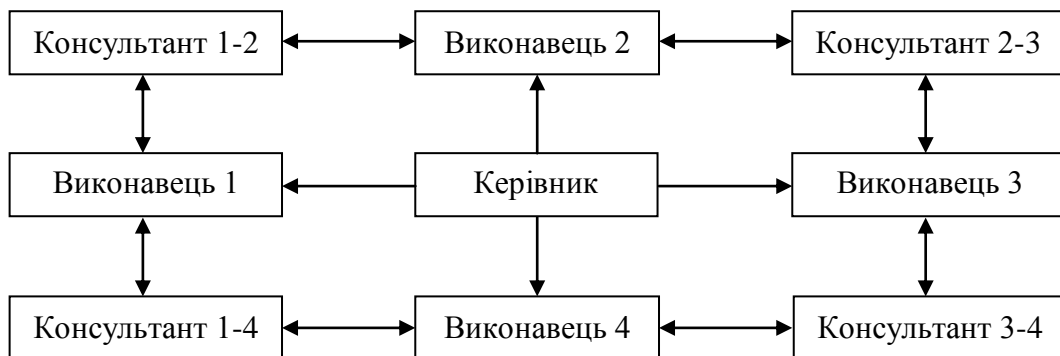 Консультант 1-2
Виконавець 2
Консультант 2-3
Виконавець 1
Керівник
Виконавець 3
Консультант 1-4
Виконавець 4
Консультант 3-4